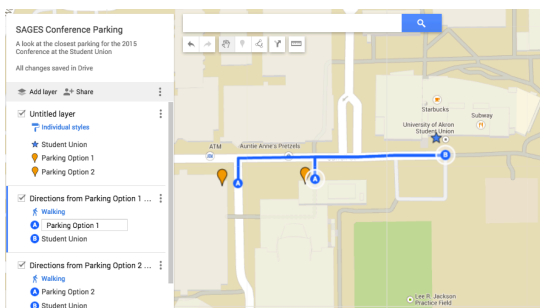 SAGES Conference Parking
A look at the closest parking for the 2015
Conference at the Student Union
All changes saved in Drive
Add layer
Share
Untitled layer
Individual styles
Student Union
Parking Option 1
Parking Option 2
Directions from Parking Option 1 ...
Walking
A Parking Option 1
B Student Union
Directions from Parking Option 2 ...
Walking
A Parking Option 2
B Student Union
Starbucks
Subway
University of Akron
Student Union
ATM
Auntie Anne's Pretzels
A
A
B
Lee R. Jackson
Practice Field